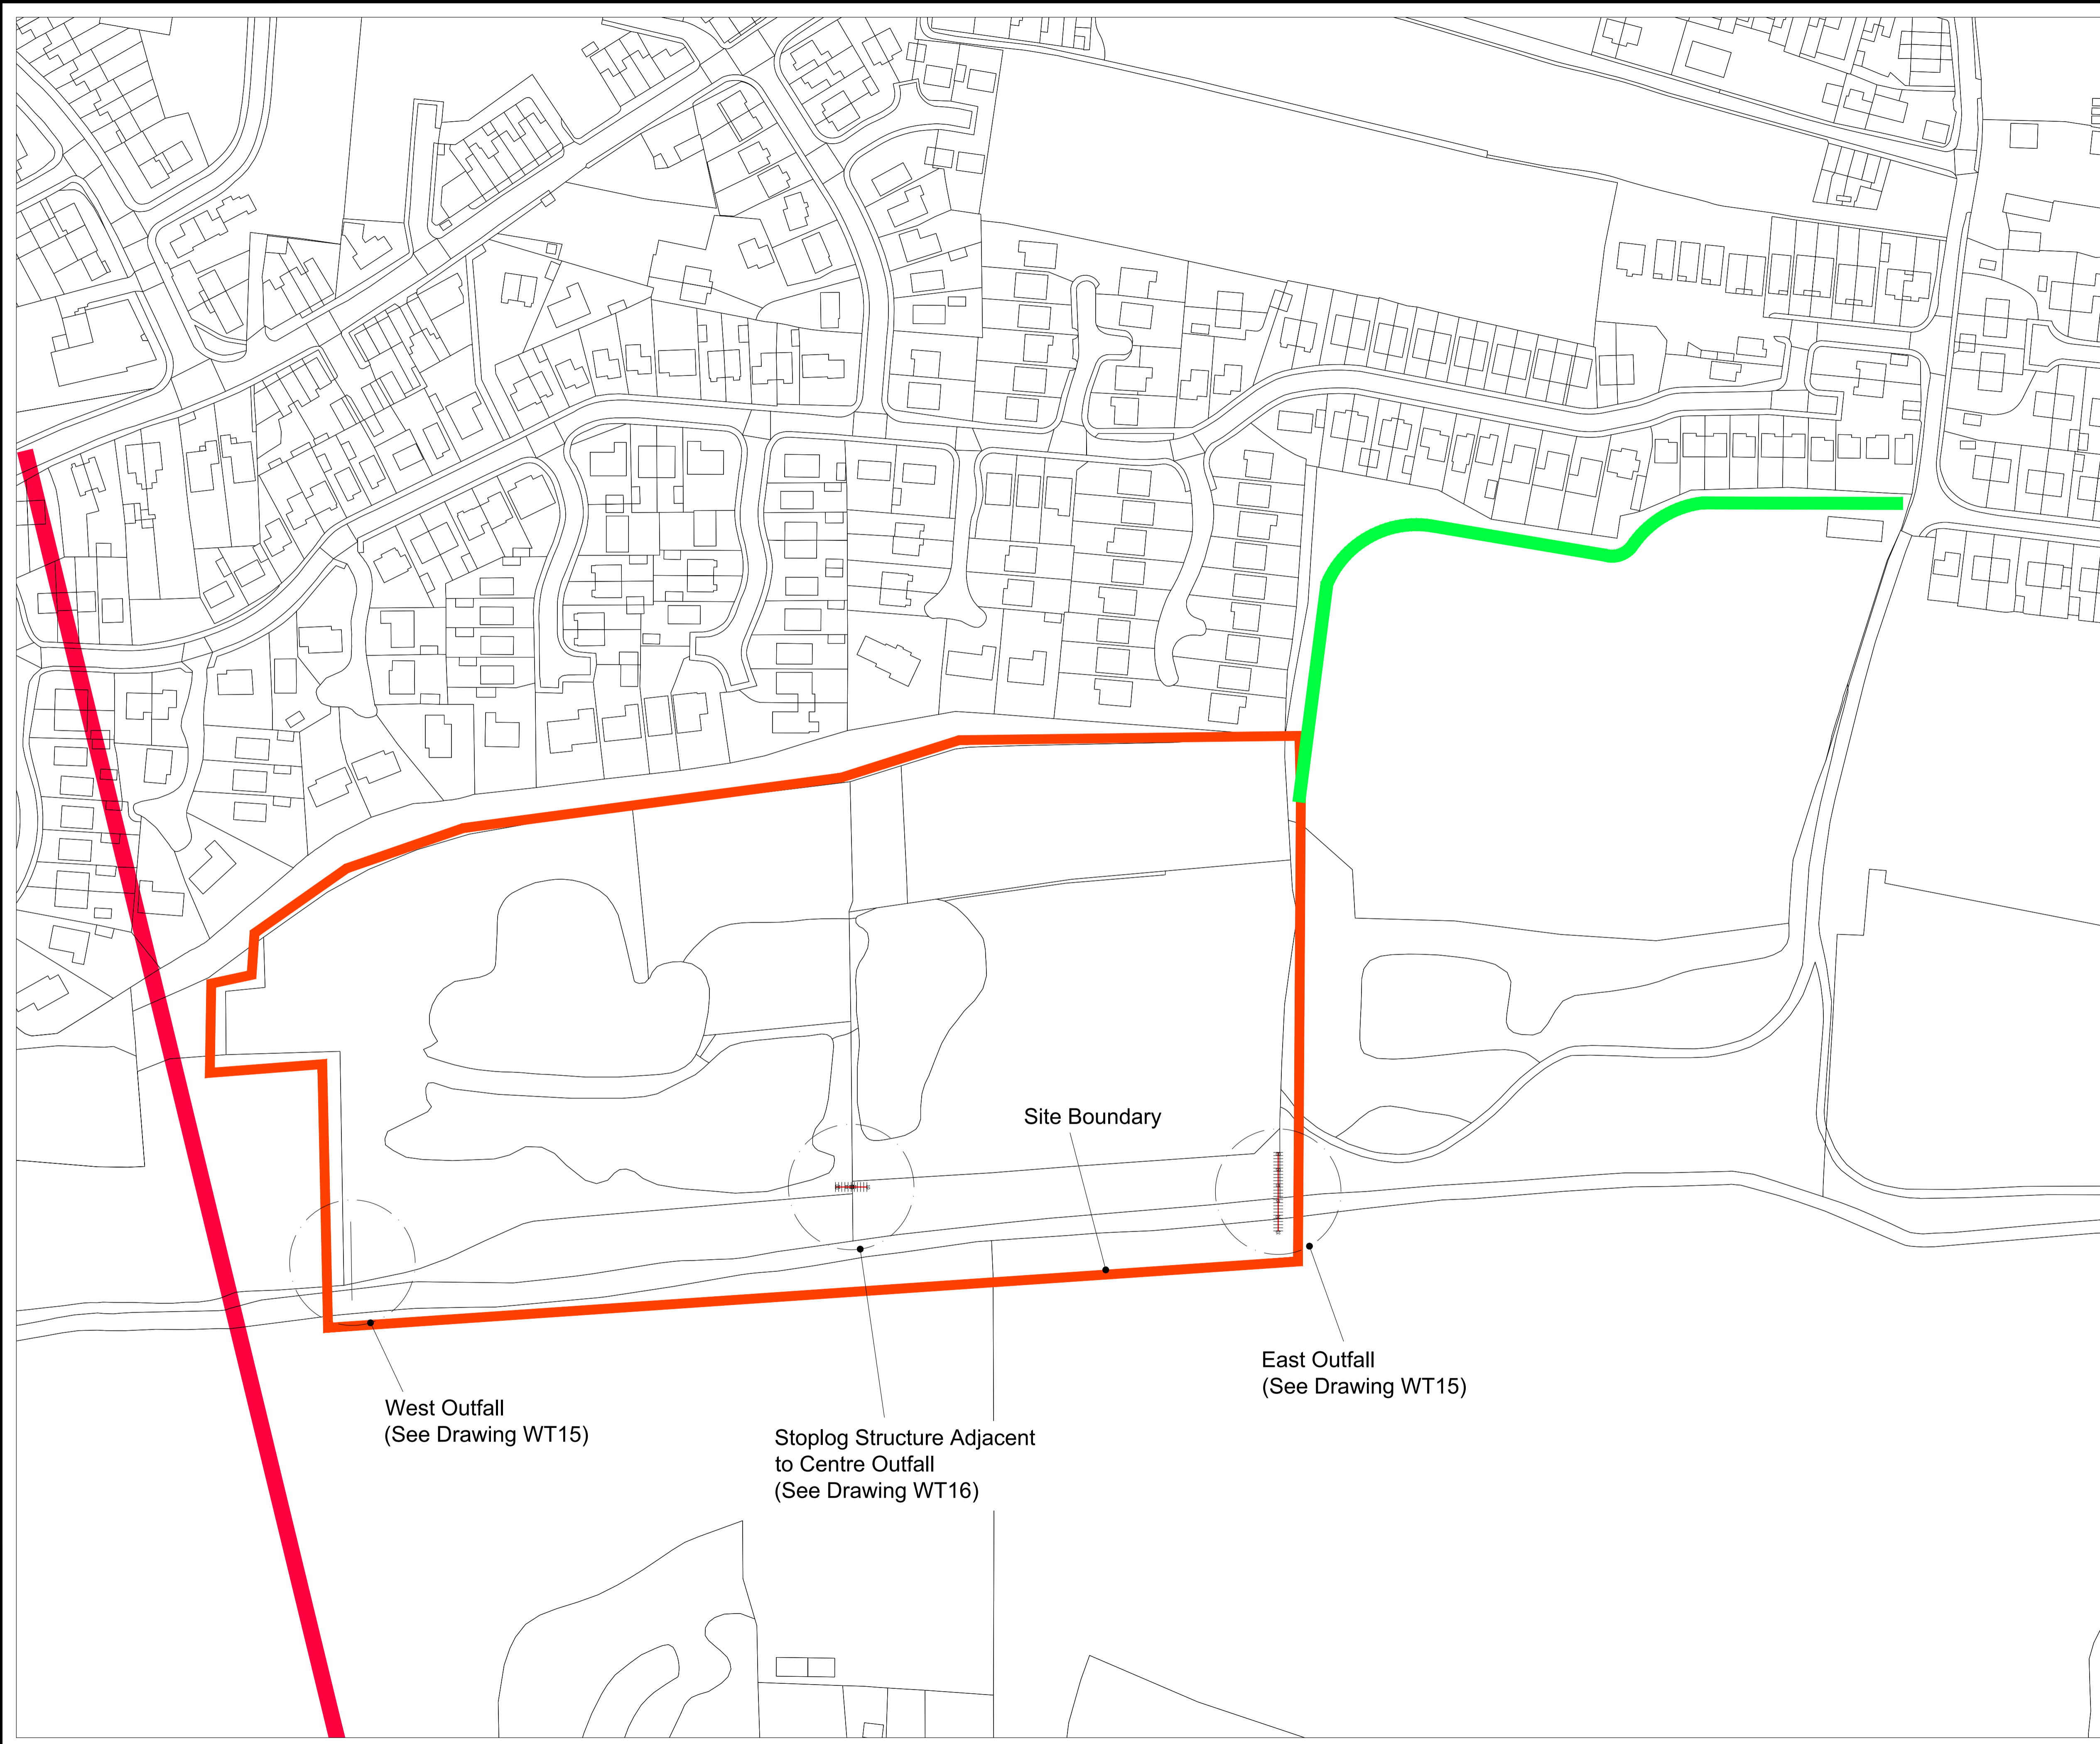 Site Boundary
East Outfall
(See Drawing WT15)
West Outfall
(See Drawing WT15)
Stoplog Structure Adjacent
to Centre Outfall
(See Drawing WT16)